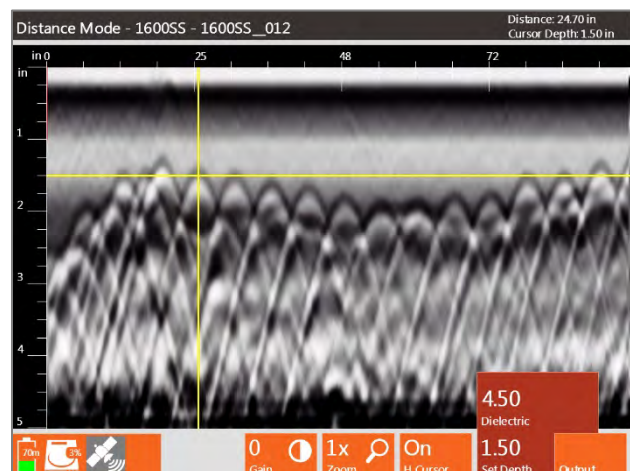 Distance Mode - 1600SS - 1600SS__012
Distance: 24.70 in
Cursor Depth: 1.50 in
in 0 25 48 72
in
1
2
3
4
5
4.50
Dielectric
70m 3% 0 1x On 1.50
Gain Zoom H Cursor Set Depth Output